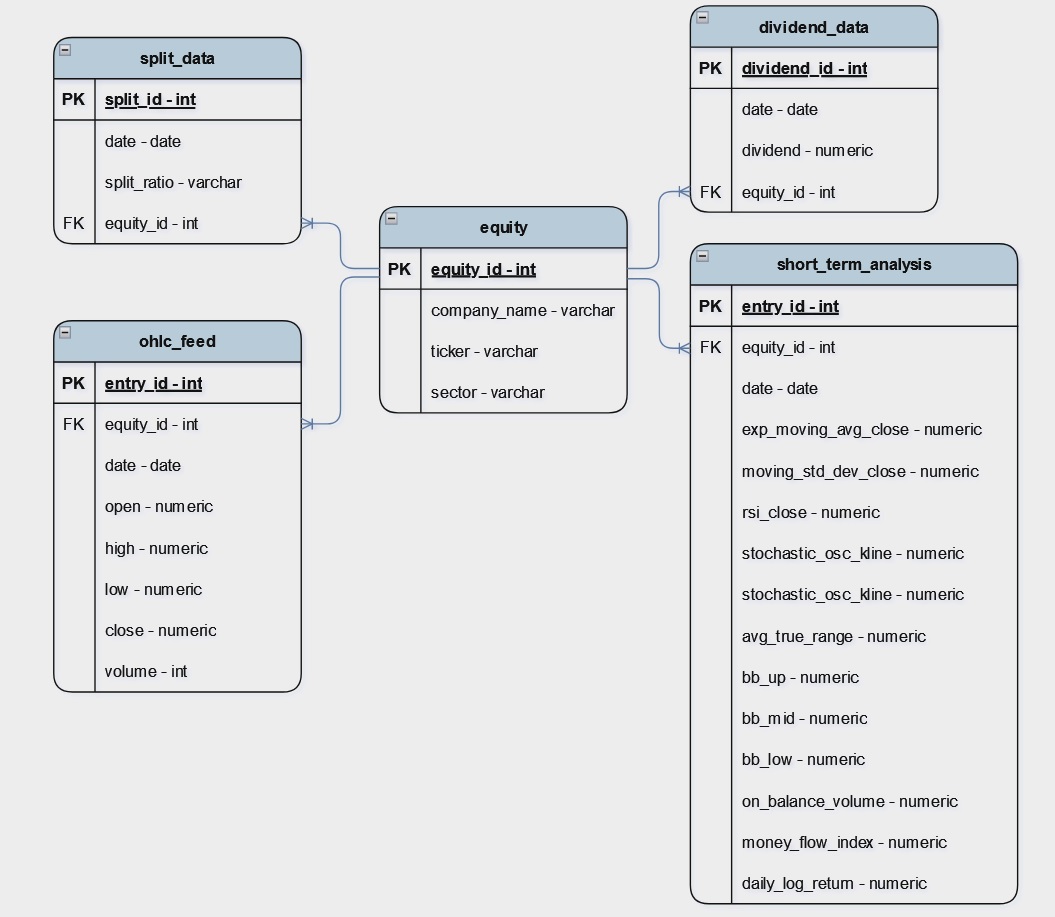 split_data
PK split_id - int
date - date
split_ratio - varchar
FK equity_id - int
ohlc_feed
PK entry_id - int
FK equity_id - int
date - date
open - numeric
high - numeric
low - numeric
close - numeric
volume - int
equity
PK equity_id - int
company_name - varchar
ticker - varchar
sector - varchar
dividend_data
PK dividend_id - int
date - date
dividend - numeric
FK equity_id - int
short_term_analysis
PK entry_id - int
FK equity_id - int
date - date
exp_moving_avg_close - numeric
moving_std_dev_close - numeric
rsi_close - numeric
stochastic_osc_kline - numeric
stochastic_osc_kline - numeric
avg_true_range - numeric
bb_up - numeric
bb_mid - numeric
bb_low - numeric
on_balance_volume - numeric
money_flow_index - numeric
daily_log_return - numeric